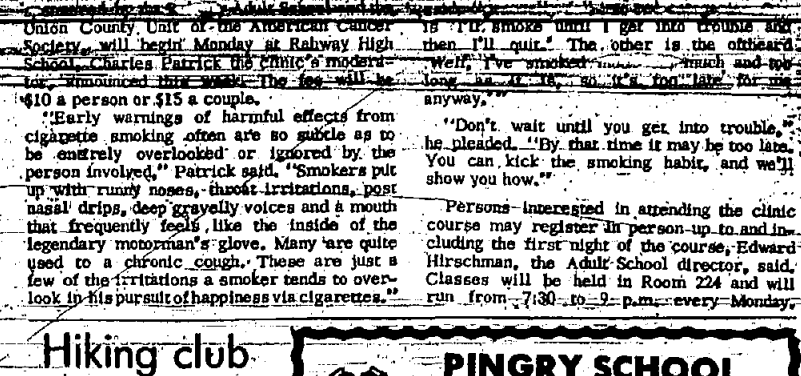 Adult School and the
Union County Unit of the American Cancer
Society, will begin Monday at Rahway High
School, Charles Patrick the clinic's modera-
tor, announced this week. The fee will be
$10 a person or $15 a couple.
"Early warnings of harmful effects from
cigarette smoking often are so subtle as to
be entirely overlooked or ignored by the
person involved," Patrick said. "Smokers put
up with runny noses, throat irritations, post
nasal drips, deep gravelly voices and a mouth
that frequently feels like the inside of the
legendary motorman's glove. Many are quite
used to a chronic cough. These are just a
few of the irritations a smoker tends to over-
look in his pursuit of happiness via cigarettes."
is 'I'll smoke until I get into trouble and
then I'll quit.' The other is the oftheard
'Well, I've smoked much and too
long as it is, so it's too late for me
anyway.'"
"Don't wait until you get into trouble,"
he pleaded. "By that time it may be too late.
You can kick the smoking habit, and we'll
show you how."
Persons interested in attending the clinic
course may register in person up to and in-
cluding the first night of the course, Edward
Hirschman, the Adult School director, said.
Classes will be held in Room 224 and will
run from 7:30 to 9 p.m. every Monday.
Hiking club
PINGRY SCHOOL